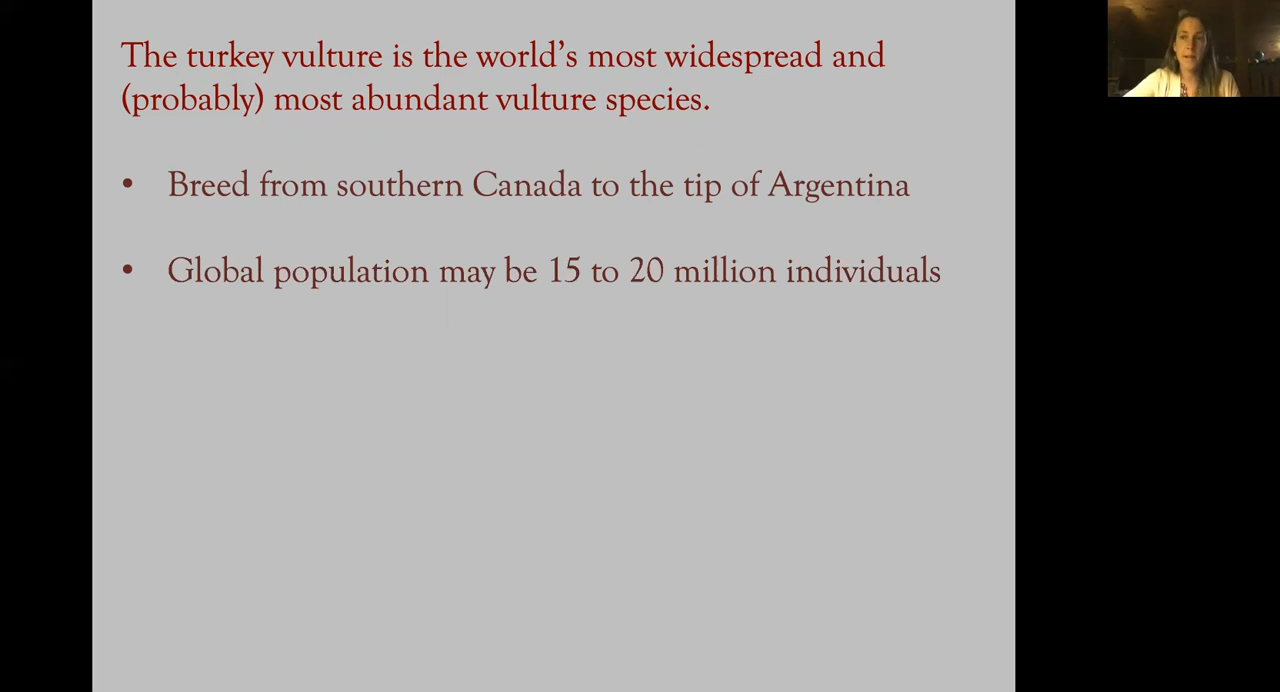 The turkey vulture is the world’s most widespread and
(probably) most abundant vulture species.
• Breed from southern Canada to the tip of Argentina
• Global population may be 15 to 20 million individuals